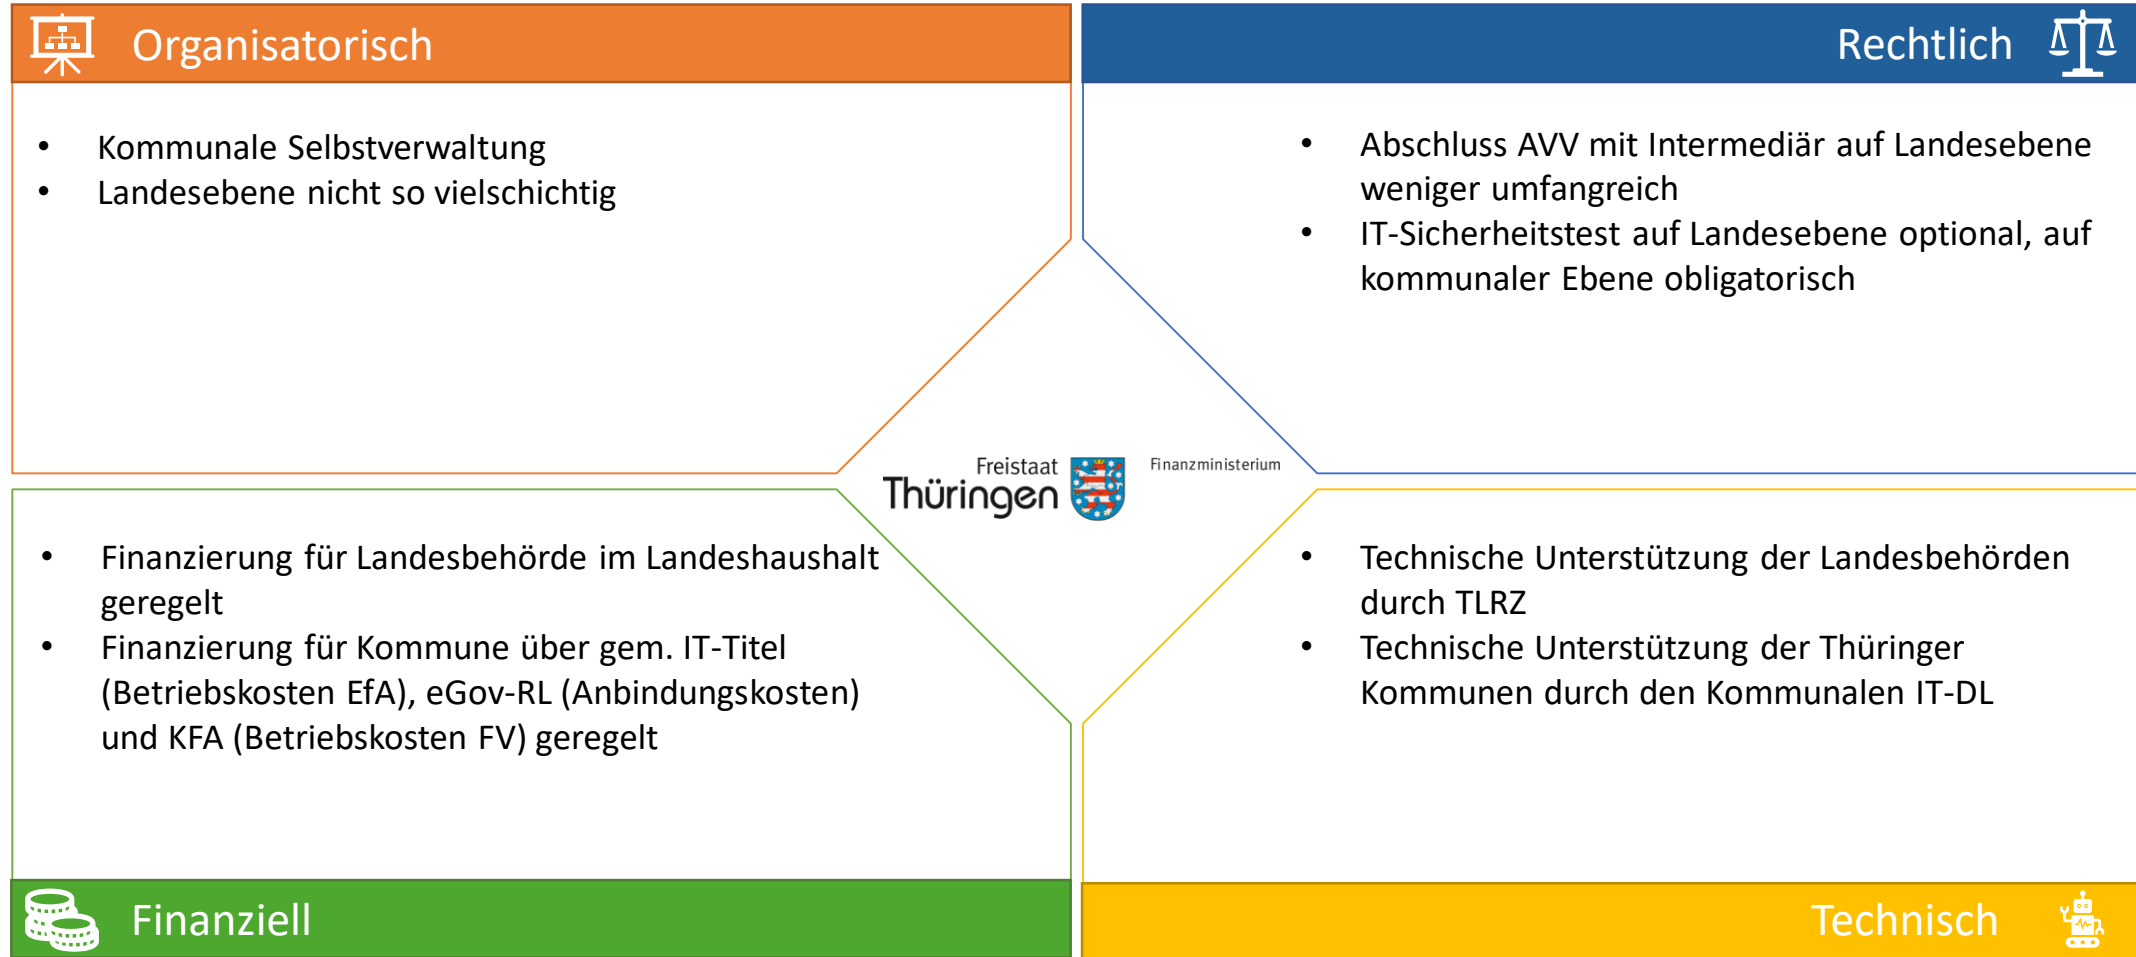 Organisatorisch
• Kommunale Selbstverwaltung
• Landesebene nicht so vielschichtig
Rechtlich
• Abschluss AVV mit Intermediär auf Landesebene
weniger umfangreich
• IT-Sicherheitstest auf Landesebene optional, auf
kommunaler Ebene obligatorisch
Freistaat
Thüringen
Finanzministerium
• Finanzierung für Landesbehörde im Landeshaushalt
geregelt
• Finanzierung für Kommune über gem. IT-Titel
(Betriebskosten EfA), eGov-RL (Anbindungskosten)
und KFA (Betriebskosten FV) geregelt
Finanziell
• Technische Unterstützung der Landesbehörden
durch TLRZ
• Technische Unterstützung der Thüringer
Kommunen durch den Kommunalen IT-DL
Technisch